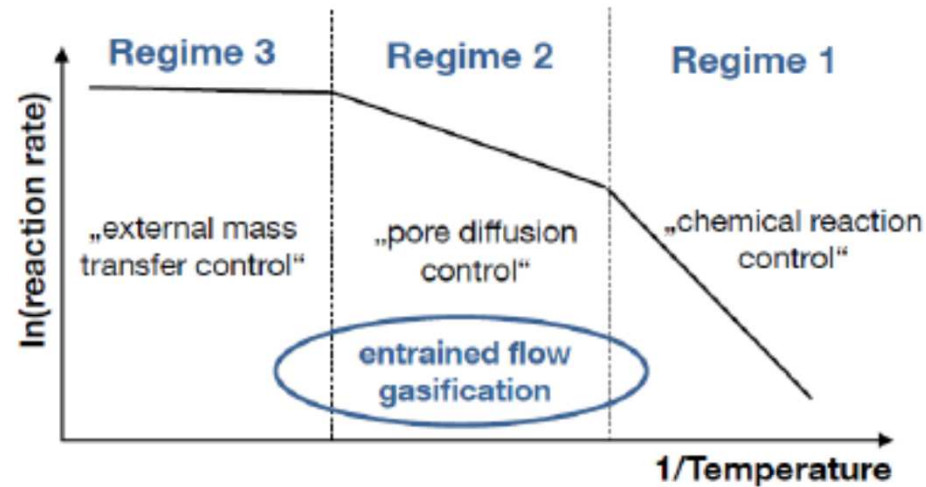 Regime 3
Regime 2
Regime 1
ln(reaction rate)
„external mass
transfer control“
„pore diffusion
control“
„chemical reaction
control“
entrained flow
gasification
1/Temperature